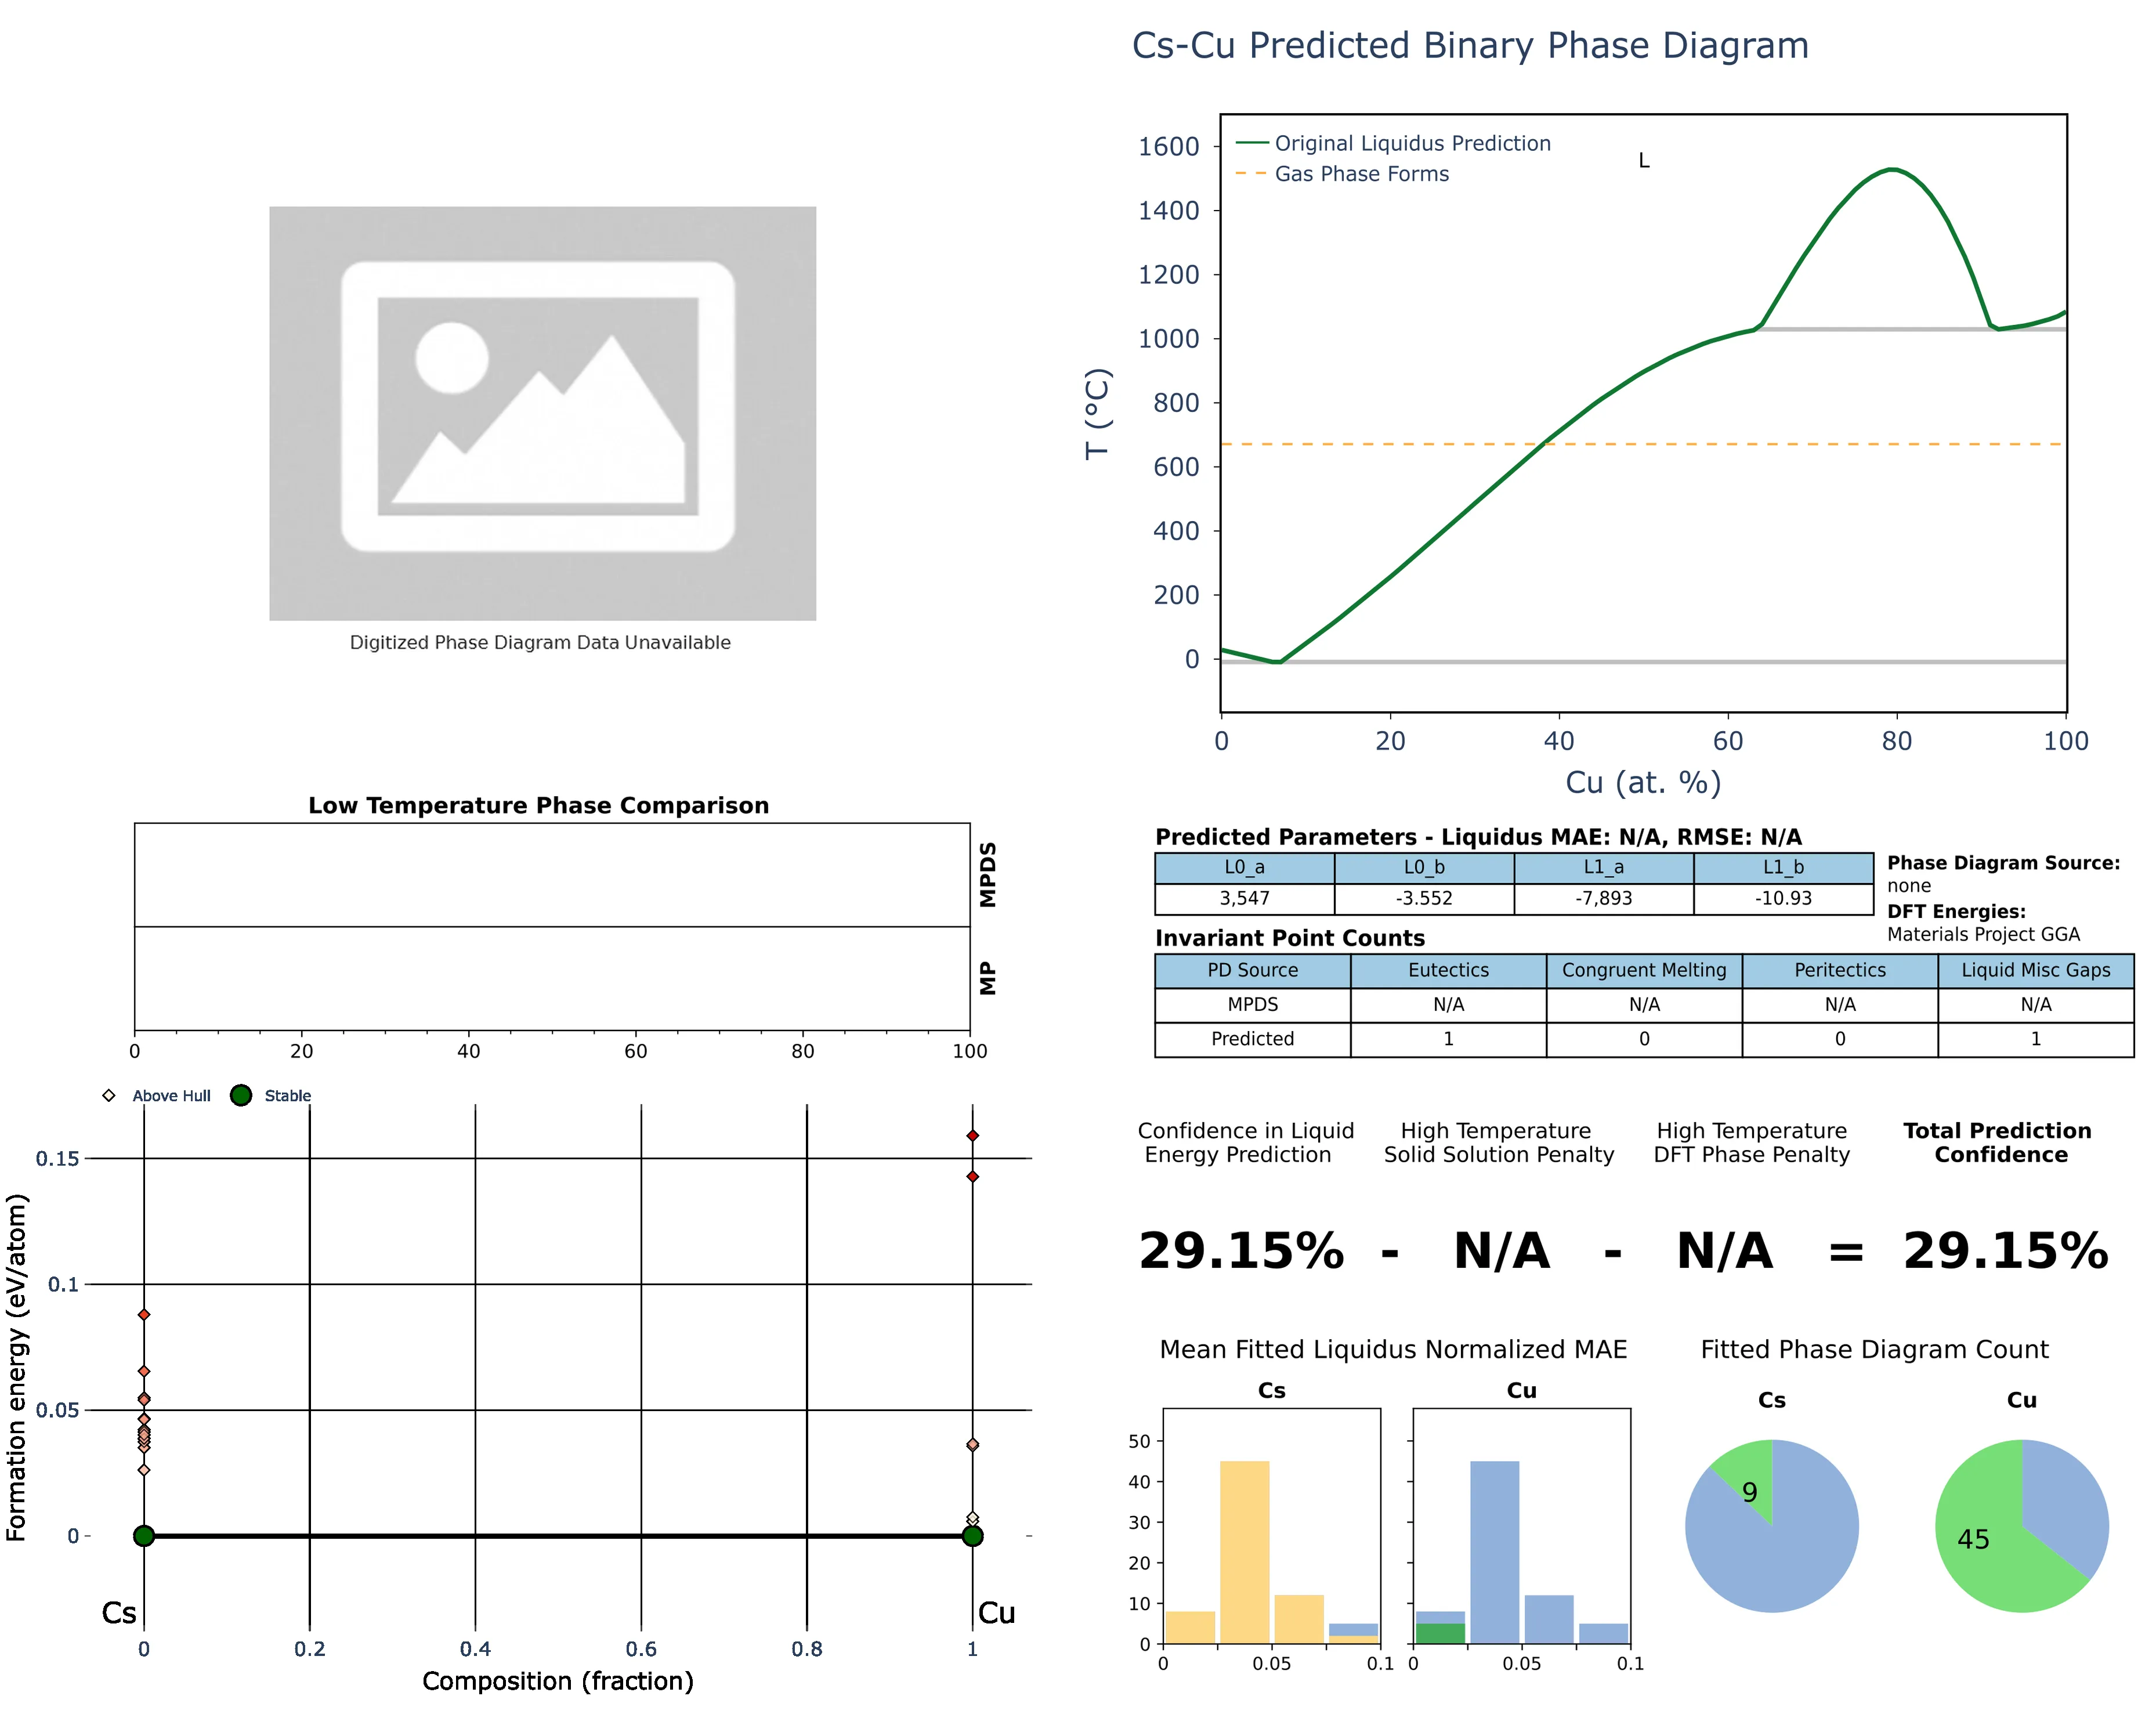 Cs-Cu Predicted Binary Phase Diagram
Original Liquidus Prediction
Gas Phase Forms
L
1600
1400
1200
1000
800
600
400
200
0
T (°C)
0 20 40 60 80 100
Cu (at. %)
Digitized Phase Diagram Data Unavailable
Low Temperature Phase Comparison
MPDS
MP
0 20 40 60 80 100
Predicted Parameters - Liquidus MAE: N/A, RMSE: N/A
L0_a L0_b L1_a L1_b
3,547 -3.552 -7,893 -10.93
Phase Diagram Source:
none
DFT Energies:
Materials Project GGA
Invariant Point Counts
PD Source Eutectics Congruent Melting Peritectics Liquid Misc Gaps
MPDS N/A N/A N/A N/A
Predicted 1 0 0 1
Above Hull Stable
0.15
0.1
0.05
0
Formation energy (eV/atom)
Cs Cu
0 0.2 0.4 0.6 0.8 1
Composition (fraction)
Confidence in Liquid
Energy Prediction
High Temperature
Solid Solution Penalty
High Temperature
DFT Phase Penalty
Total Prediction
Confidence
29.15% - N/A - N/A = 29.15%
Mean Fitted Liquidus Normalized MAE
Cs Cu
50
40
30
20
10
0
0 0.05 0.1 0 0.05 0.1
Fitted Phase Diagram Count
Cs Cu
9 45